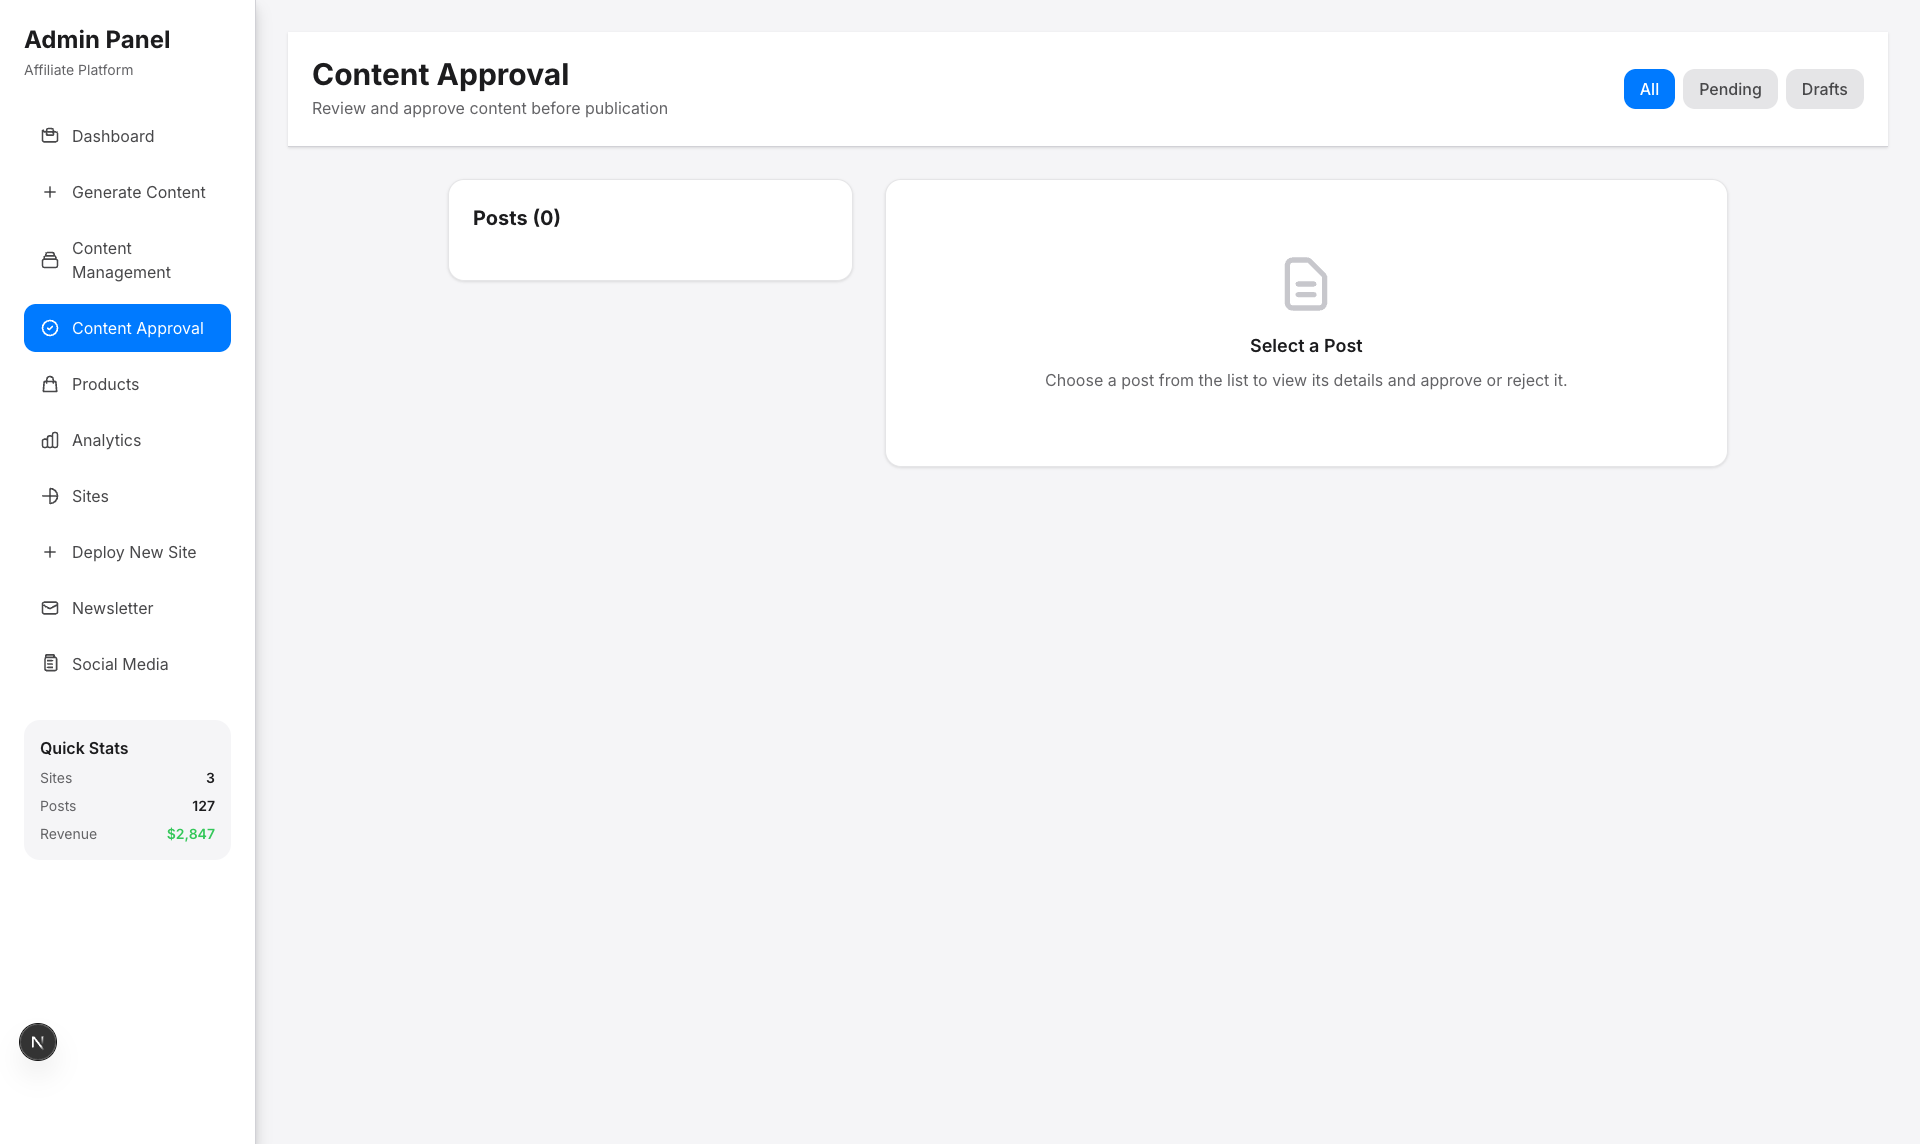 Admin Panel
Affiliate Platform
Dashboard
Generate Content
Content
Management
Content Approval
Products
Analytics
Sites
Deploy New Site
Newsletter
Social Media
Quick Stats
Sites 3
Posts 127
Revenue $2,847
N
Content Approval
Review and approve content before publication
All Pending Drafts
Posts (0)
Select a Post
Choose a post from the list to view its details and approve or reject it.